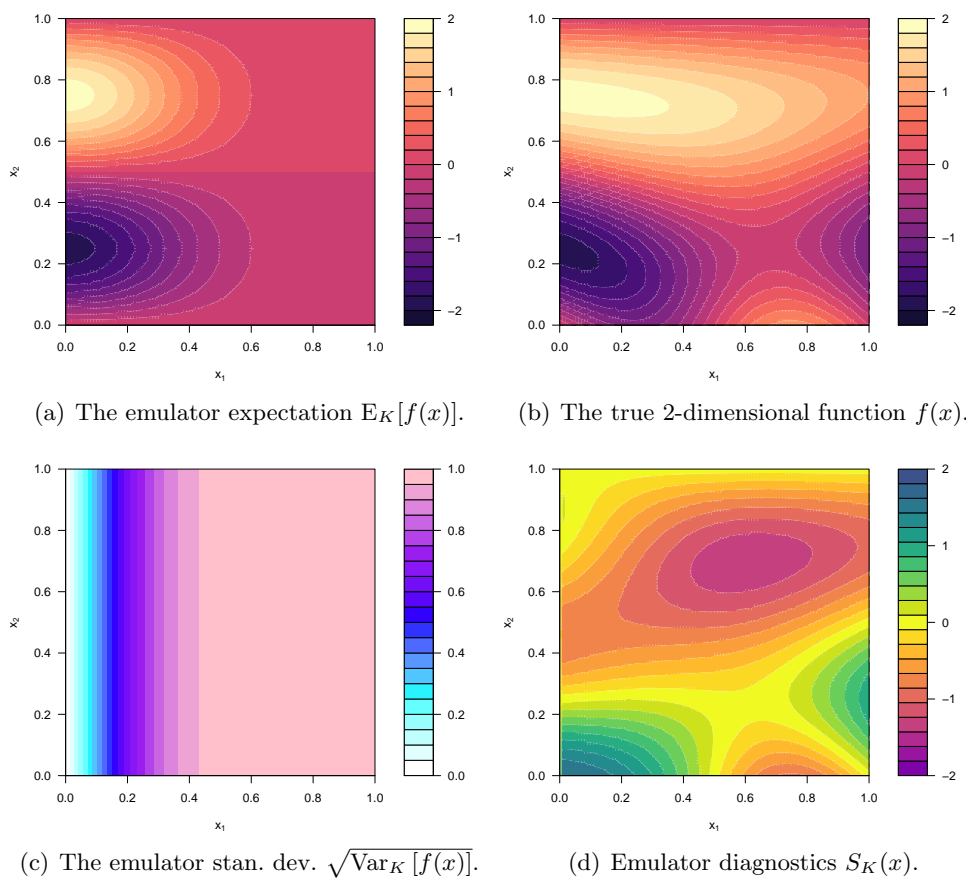 1.0
0.8
0.6
0.4
0.2
0.0
x2
0.0 0.2 0.4 0.6 0.8 1.0
x1
2
1
0
−1
−2
(a) The emulator expectation E_K[f(x)].
1.0
0.8
0.6
0.4
0.2
0.0
x2
0.0 0.2 0.4 0.6 0.8 1.0
x1
2
1
0
−1
−2
(b) The true 2-dimensional function f(x).
1.0
0.8
0.6
0.4
0.2
0.0
x2
0.0 0.2 0.4 0.6 0.8 1.0
x1
1.0
0.8
0.6
0.4
0.2
0.0
(c) The emulator stan. dev. √Var_K [f(x)].
1.0
0.8
0.6
0.4
0.2
0.0
x2
0.0 0.2 0.4 0.6 0.8 1.0
x1
2
1
0
−1
−2
(d) Emulator diagnostics S_K(x).